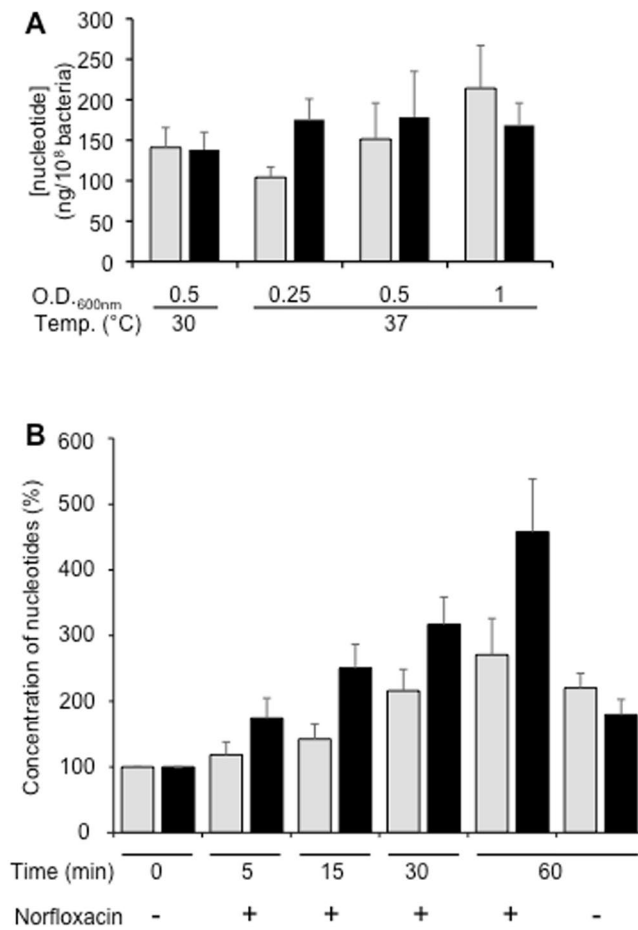 A
[nucleotide]
(ng/10⁸ bacteria)
300
250
200
150
100
50
0
O.D.600nm 0.5 0.25 0.5 1
Temp. (°C) 30 37
B
Concentration of nucleotides (%)
600
500
400
300
200
100
0
Time (min) 0 5 15 30 60
Norfloxacin - + + + + -